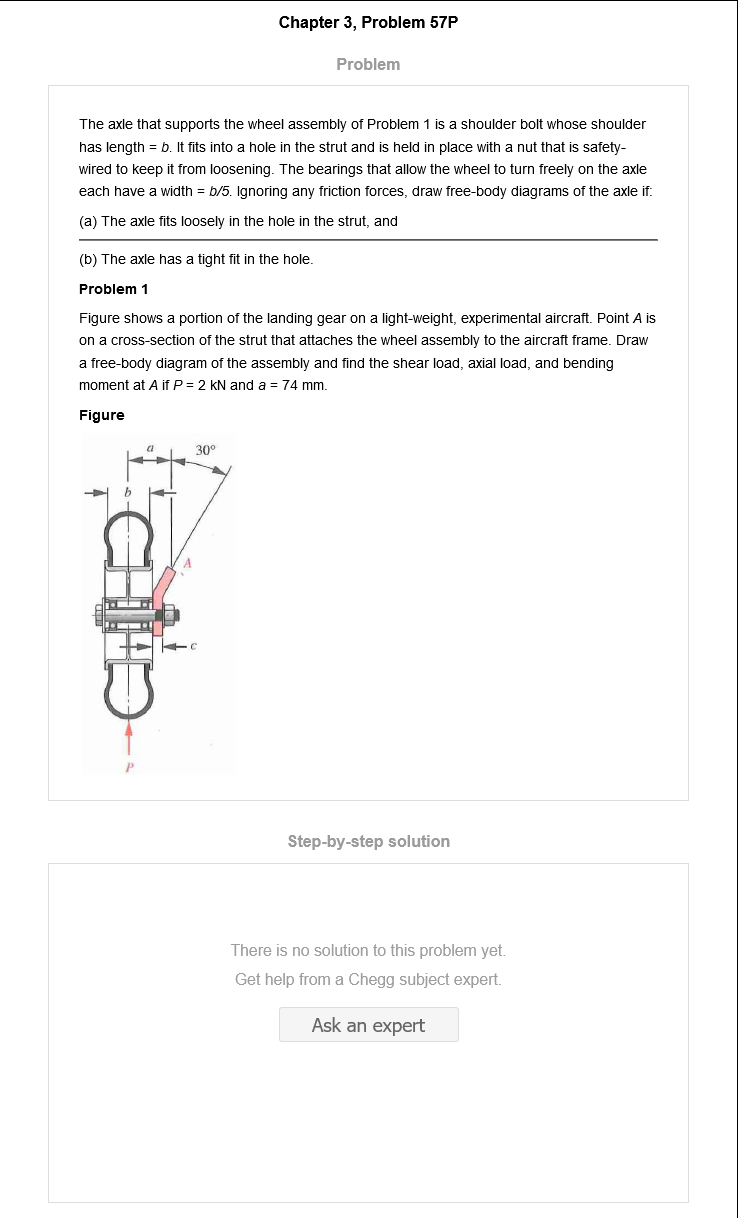 Chapter 3, Problem 57P
Problem
The axle that supports the wheel assembly of Problem 1 is a shoulder bolt whose shoulder
has length = b. It fits into a hole in the strut and is held in place with a nut that is safety-
wired to keep it from loosening. The bearings that allow the wheel to turn freely on the axle
each have a width = b/5. Ignoring any friction forces, draw free-body diagrams of the axle if:
(a) The axle fits loosely in the hole in the strut, and
(b) The axle has a tight fit in the hole.
Problem 1
Figure shows a portion of the landing gear on a light-weight, experimental aircraft. Point A is
on a cross-section of the strut that attaches the wheel assembly to the aircraft frame. Draw
a free-body diagram of the assembly and find the shear load, axial load, and bending
moment at A if P = 2 kN and a = 74 mm.
Figure
a
30°
b
A
c
P
Step-by-step solution
There is no solution to this problem yet.
Get help from a Chegg subject expert.
Ask an expert